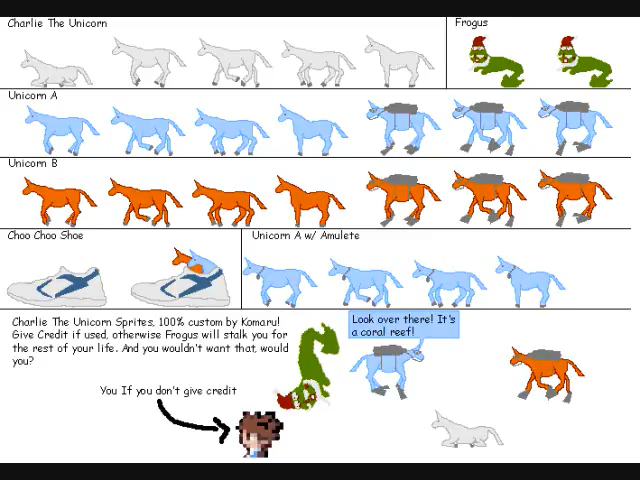 Charlie The Unicorn
Frogus
Unicorn A
Unicorn B
Choo Choo Shoe
Unicorn A w/ Amulete
Charlie The Unicorn Sprites, 100% custom by Komaru!
Give Credit if used, otherwise Frogus will stalk you for
the rest of your life. And you wouldn't want that, would
you?
Look over there! It's
a coral reef!
You If you don't give credit